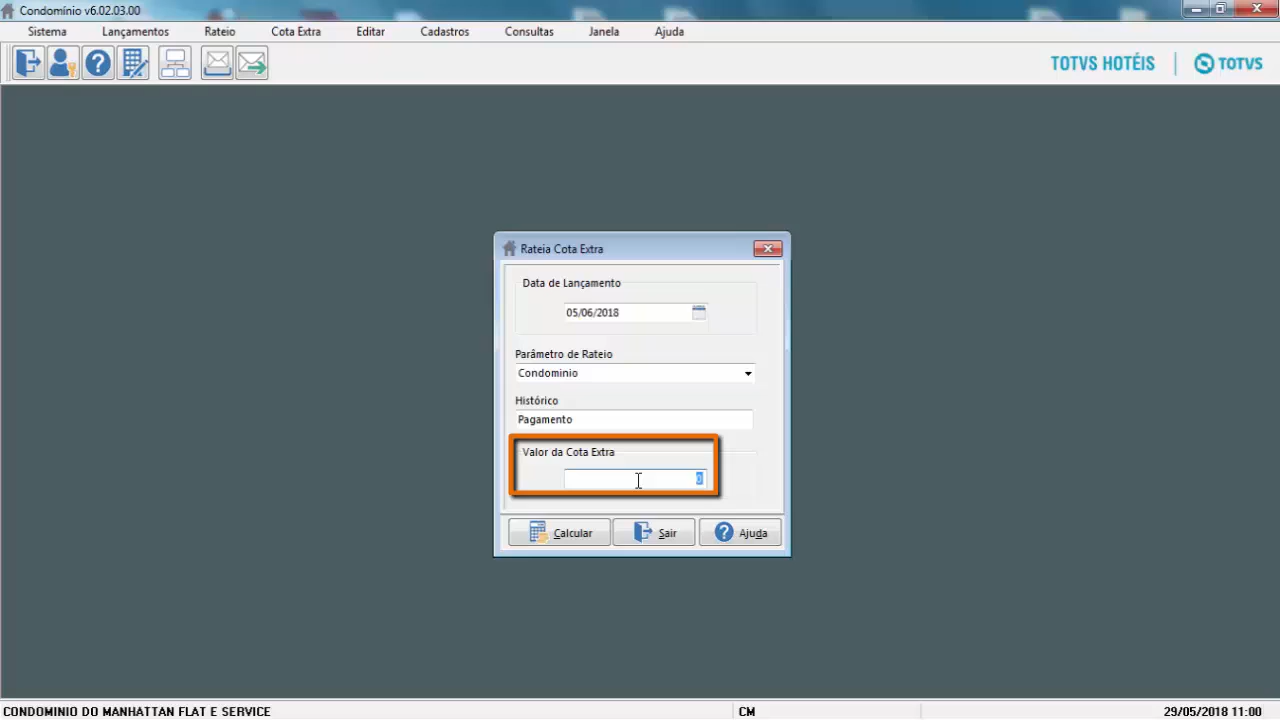 Condomínio v6.02.03.00
Sistema Lançamentos Rateio Cota Extra Editar Cadastros Consultas Janela Ajuda
TOTVS HOTÉIS | TOTVS
Rateia Cota Extra
Data de Lançamento
05/06/2018
Parâmetro de Rateio
Condominio
Histórico
Pagamento
Valor da Cota Extra
0
Calcular Sair Ajuda
CONDOMINIO DO MANHATTAN FLAT E SERVICE CM 29/05/2018 11:00